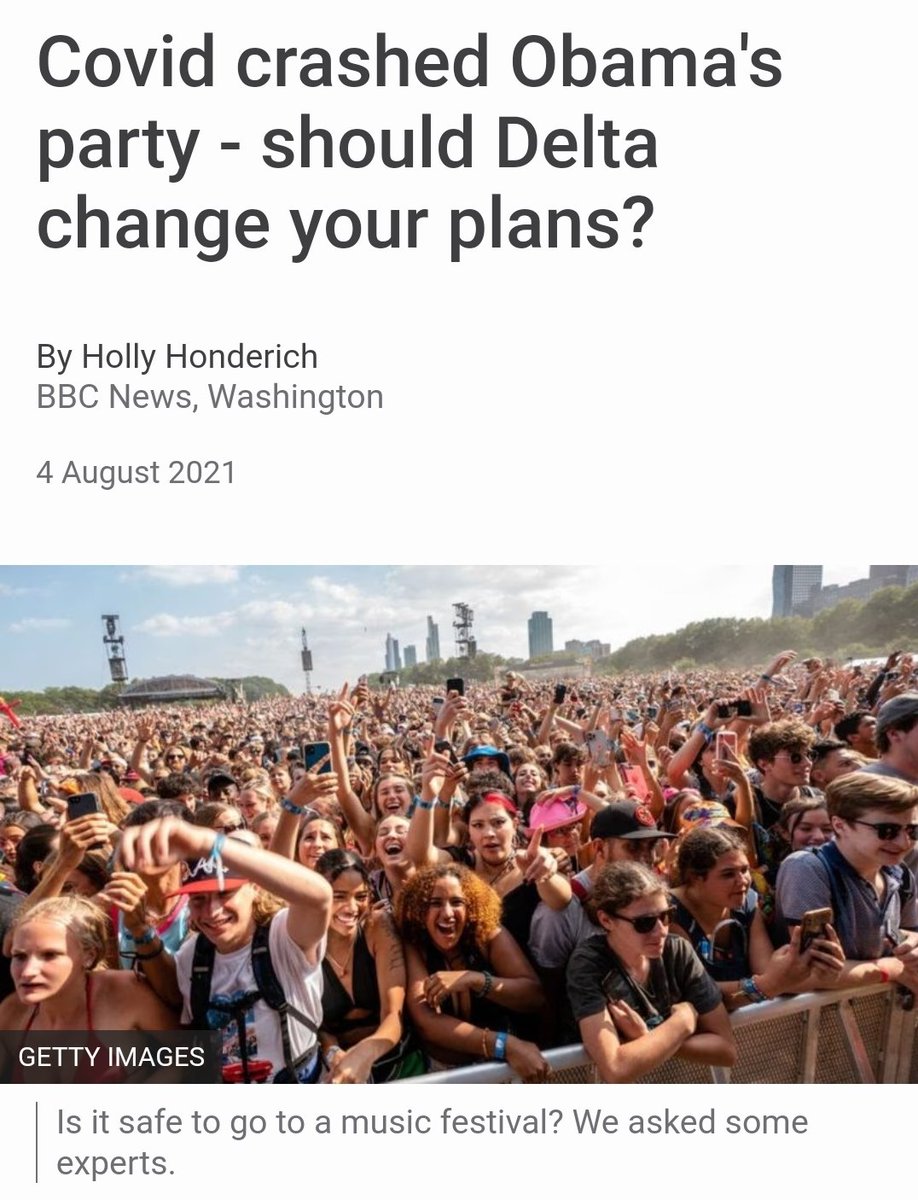 Covid crashed Obama's
party - should Delta
change your plans?
By Holly Honderich
BBC News, Washington
4 August 2021
GETTY IMAGES
Is it safe to go to a music festival? We asked some
experts.